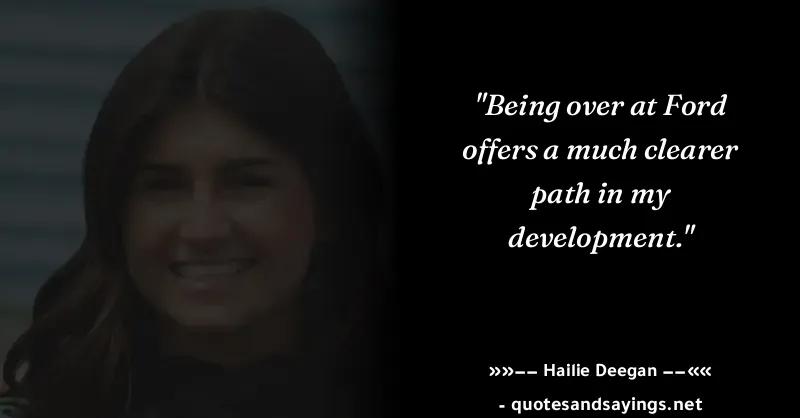 "Being over at Ford
offers a much clearer
path in my
development."
»»–– Hailie Deegan ––««
- quotesandsayings.net